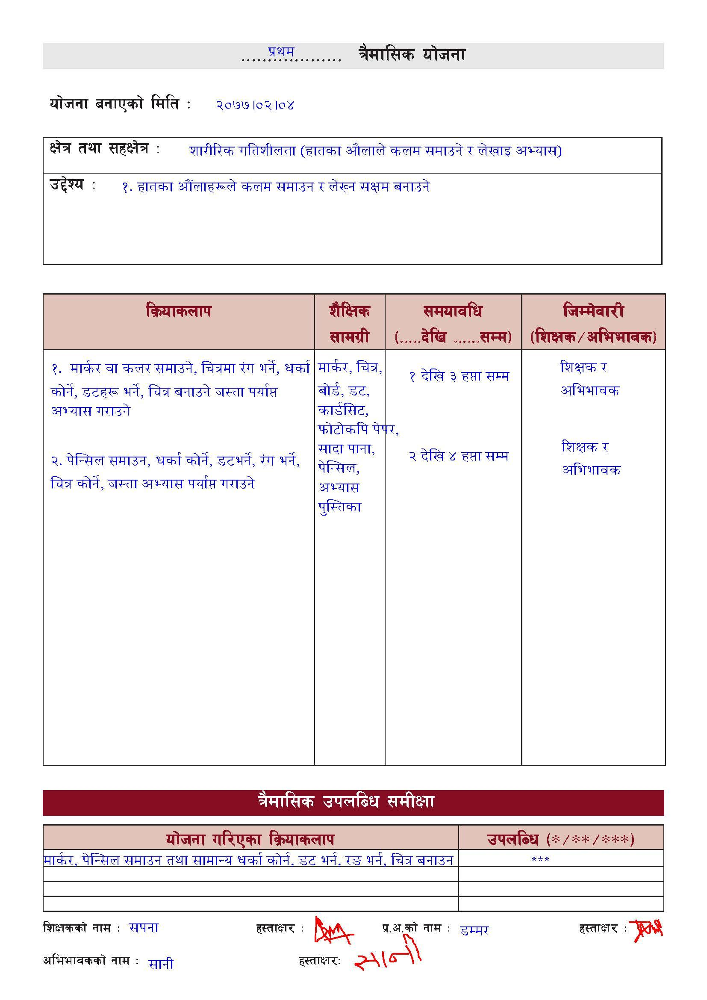 प्रथम
.................... त्रैमासिक योजना
योजना बनाएको मिति : २०७७।०२।०४
क्षेत्र तथा सहक्षेत्र : शारीरिक गतिशीलता (हातका औलाले कलम समाउने र लेखाइ अभ्यास)
उद्देश्य : १. हातका औंलाहरूले कलम समाउन र लेख्न सक्षम बनाउने
क्रियाकलाप
शैक्षिक
सामग्री
समयावधि
(.....देखि ......सम्म)
जिम्मेवारी
(शिक्षक/अभिभावक)
१. मार्कर वा कलर समाउने, चित्रमा रंग भर्ने, धर्का
कोर्ने, डटहरू भर्ने, चित्र बनाउने जस्ता पर्याप्त
अभ्यास गराउने
२. पेन्सिल समाउन, धर्का कोर्ने, डटभर्ने, रंग भर्ने,
चित्र कोर्ने, जस्ता अभ्यास पर्याप्त गराउने
मार्कर, चित्र,
बोर्ड, डट,
कार्डसिट,
फोटोकपि पेपर,
सादा पाना,
पेन्सिल,
अभ्यास
पुस्तिका
१ देखि ३ हप्ता सम्म
२ देखि ४ हप्ता सम्म
शिक्षक र
अभिभावक
शिक्षक र
अभिभावक
त्रैमासिक उपलब्धि समीक्षा
योजना गरिएका क्रियाकलाप
उपलब्धि (*/**/***)
मार्कर, पेन्सिल समाउन तथा सामान्य धर्का कोर्न, डट भर्न, रङ भर्न, चित्र बनाउन
***
शिक्षकको नाम : सपना हस्ताक्षर : प्र.अ.को नाम : डम्मर हस्ताक्षर :
अभिभावकको नाम : सानी हस्ताक्षर: सानी